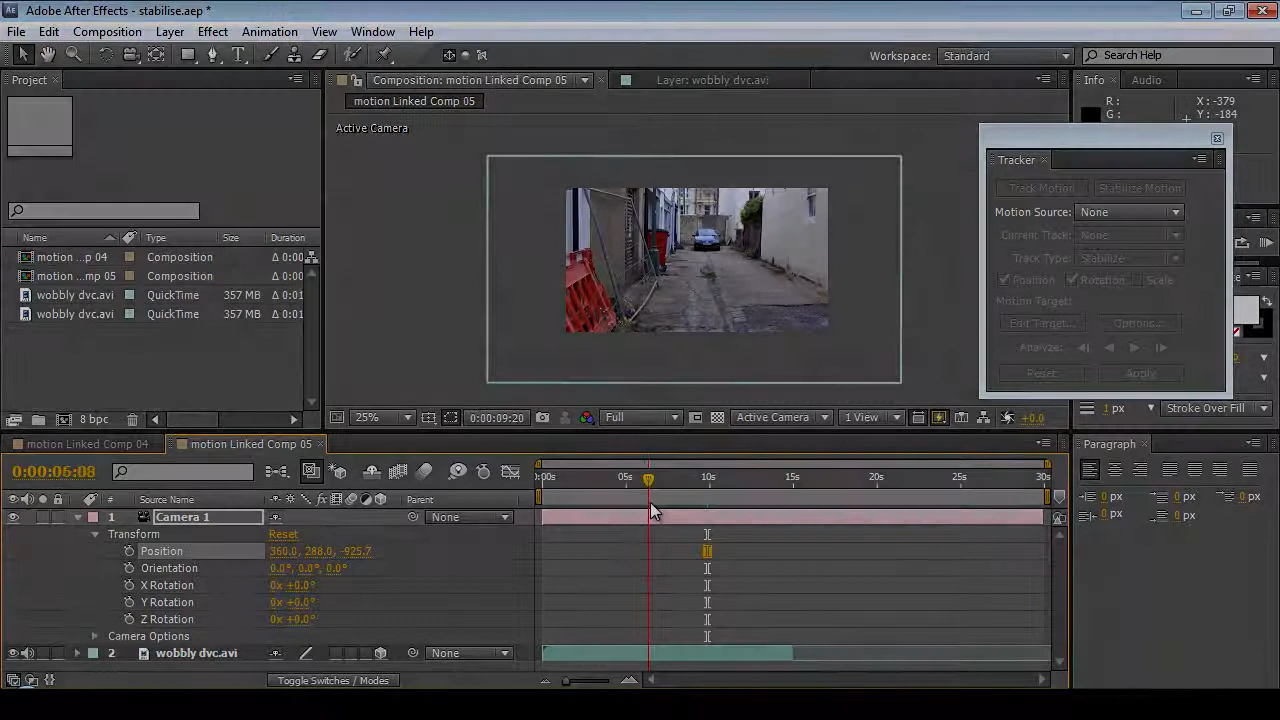 Adobe After Effects - stabilise.aep *
File Edit Composition Layer Effect Animation View Window Help
Workspace: Standard Search Help
Project
Composition: motion Linked Comp 05
Layer: wobbly dvc.avi
Info Audio
motion Linked Comp 05
Active Camera
R: X: -379
G: Y: -184
Tracker
Track Motion Stabilize Motion
Motion Source: None
Current Track: None
Track Type: Stabilize
Position Rotation Scale
Motion Target:
Edit Target... Options...
Analyze:
Reset Apply
Name Type Size Duration
motion ...p 04 Composition Δ 0:00
motion ...mp 05 Composition Δ 0:00
wobbly dvc.avi QuickTime 357 MB Δ 0:01
wobbly dvc.avi QuickTime 357 MB Δ 0:01
8 bpc
25% 0:00:09:20 Full Active Camera 1 View +0.0
1 px Stroke Over Fill
motion Linked Comp 04 motion Linked Comp 05
Paragraph
0:00:06:08
0:00s 05s 10s 15s 20s 25s 30s
# Source Name Parent
1 Camera 1 None
Transform Reset
Position 360.0, 288.0, -925.7
Orientation 0.0°, 0.0°, 0.0°
X Rotation 0x +0.0°
Y Rotation 0x +0.0°
Z Rotation 0x +0.0°
Camera Options
2 wobbly dvc.avi None
Toggle Switches / Modes
0 px 0 px 0 px
0 px 0 px